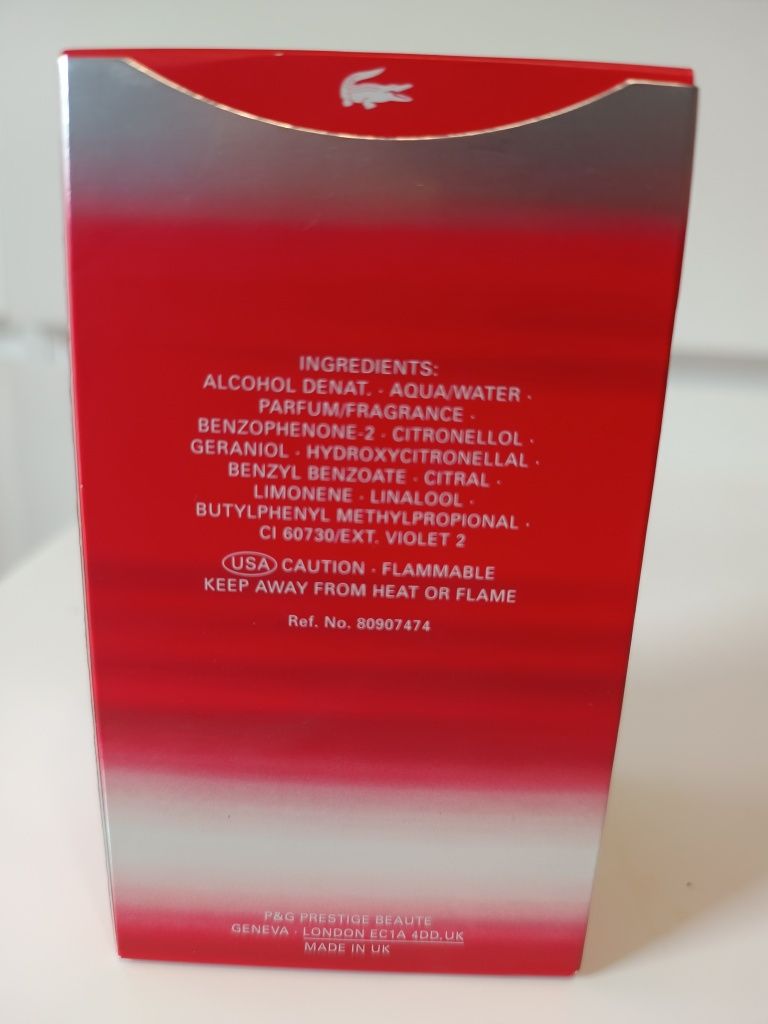 INGREDIENTS:
ALCOHOL DENAT. · AQUA/WATER ·
PARFUM/FRAGRANCE ·
BENZOPHENONE-2 · CITRONELLOL ·
GERANIOL · HYDROXYCITRONELLAL ·
BENZYL BENZOATE · CITRAL ·
LIMONENE · LINALOOL ·
BUTYLPHENYL METHYLPROPIONAL ·
CI 60730/EXT. VIOLET 2
USA CAUTION · FLAMMABLE
KEEP AWAY FROM HEAT OR FLAME
Ref. No. 80907474
P&G PRESTIGE BEAUTE
GENEVA · LONDON EC1A 4DD, UK
MADE IN UK